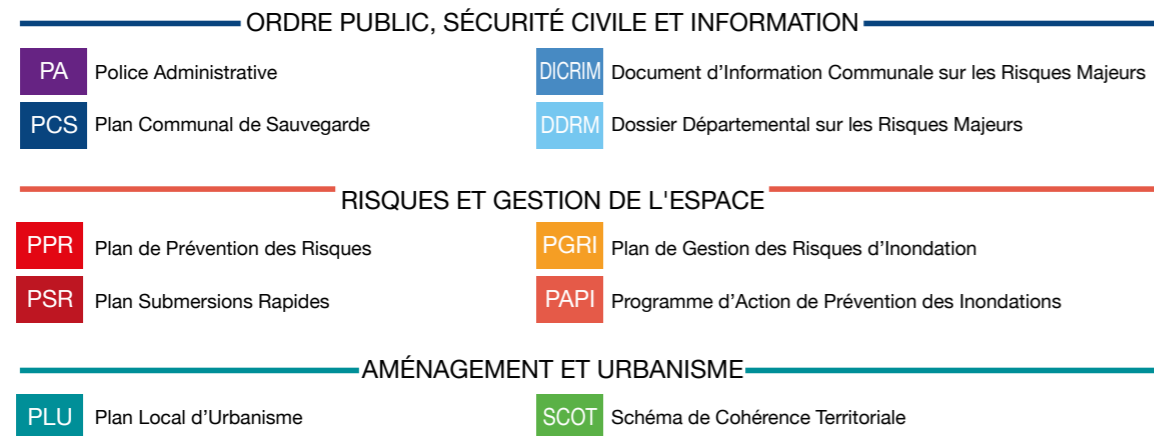 ORDRE PUBLIC, SÉCURITÉ CIVILE ET INFORMATION
PA Police Administrative
DICRIM Document d’Information Communale sur les Risques Majeurs
PCS Plan Communal de Sauvegarde
DDRM Dossier Départemental sur les Risques Majeurs
RISQUES ET GESTION DE L'ESPACE
PPR Plan de Prévention des Risques
PGRI Plan de Gestion des Risques d’Inondation
PSR Plan Submersions Rapides
PAPI Programme d’Action de Prévention des Inondations
AMÉNAGEMENT ET URBANISME
PLU Plan Local d’Urbanisme
SCOT Schéma de Cohérence Territoriale